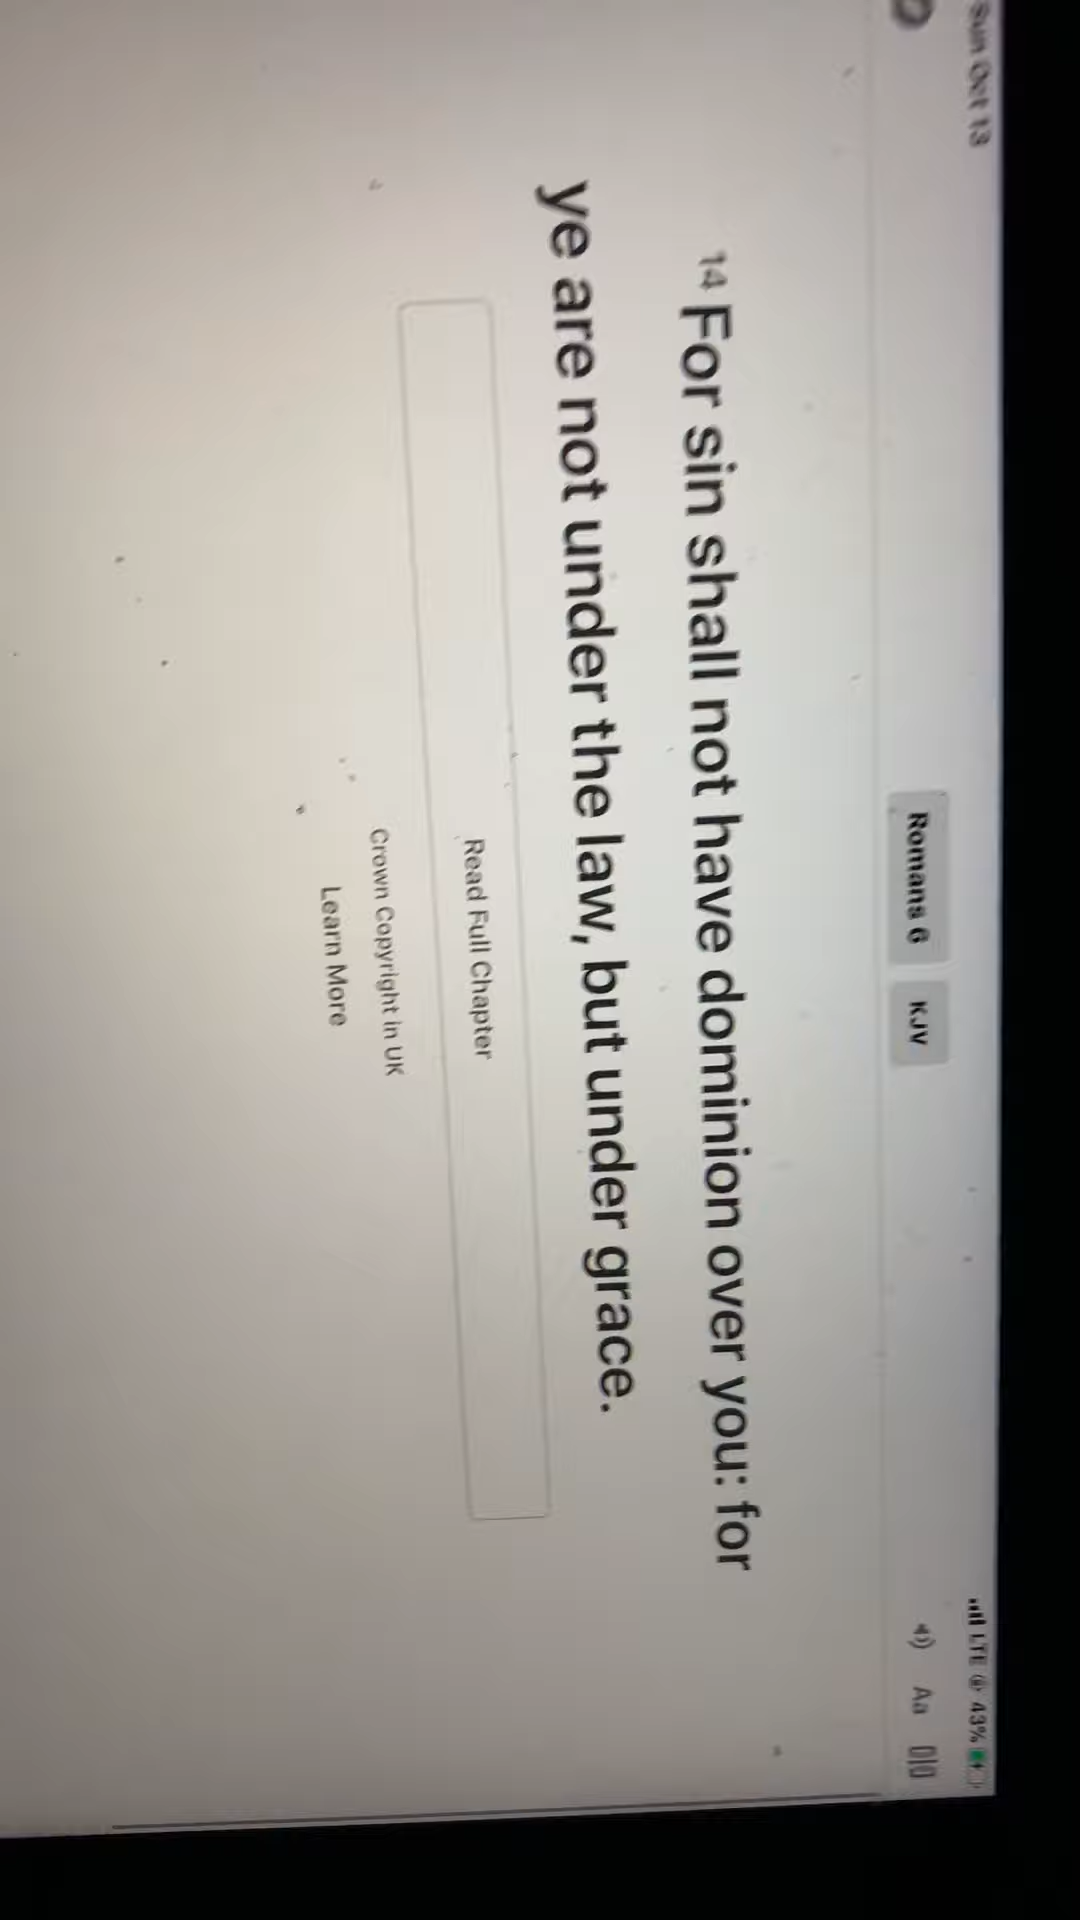 Sun Oct 13
LTE 43%
Romans 6 KJV
Aa
14 For sin shall not have dominion over you: for
ye are not under the law, but under grace.
Read Full Chapter
Crown Copyright in UK
Learn More